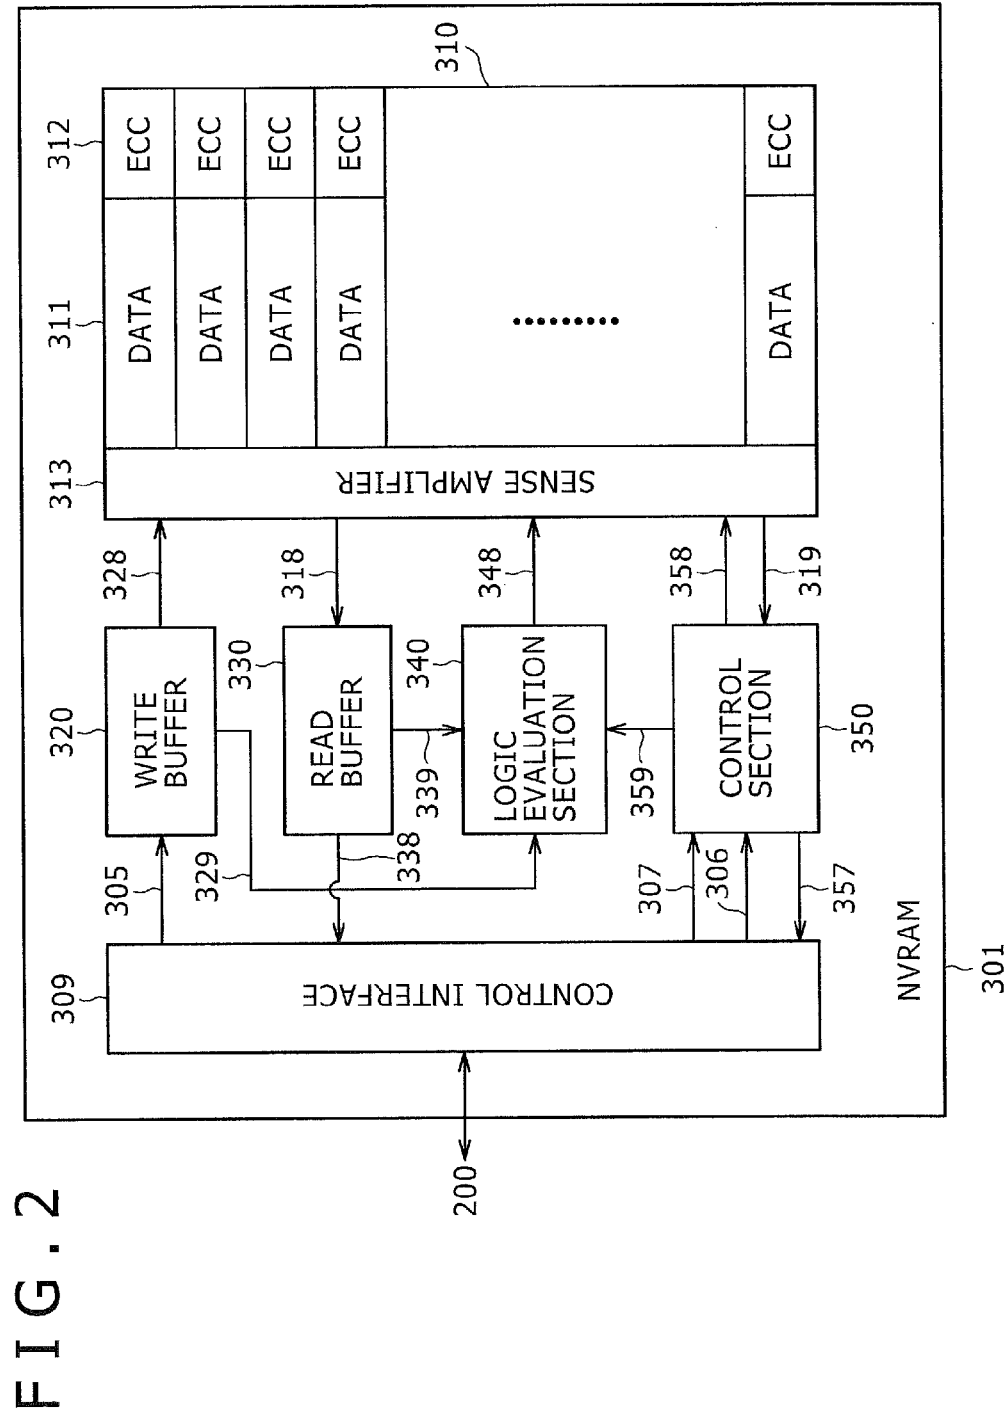 FIG.2
301
NVRAM
200
309
CONTROL INTERFACE
305
329
338
307
306
357
320
WRITE
BUFFER
330
READ
BUFFER
339
340
LOGIC
EVALUATION
SECTION
359
CONTROL
SECTION
350
328
318
348
358
319
313
SENSE AMPLIFIER
311
312
310
DATA ECC
DATA ECC
DATA ECC
DATA ECC
DATA ECC